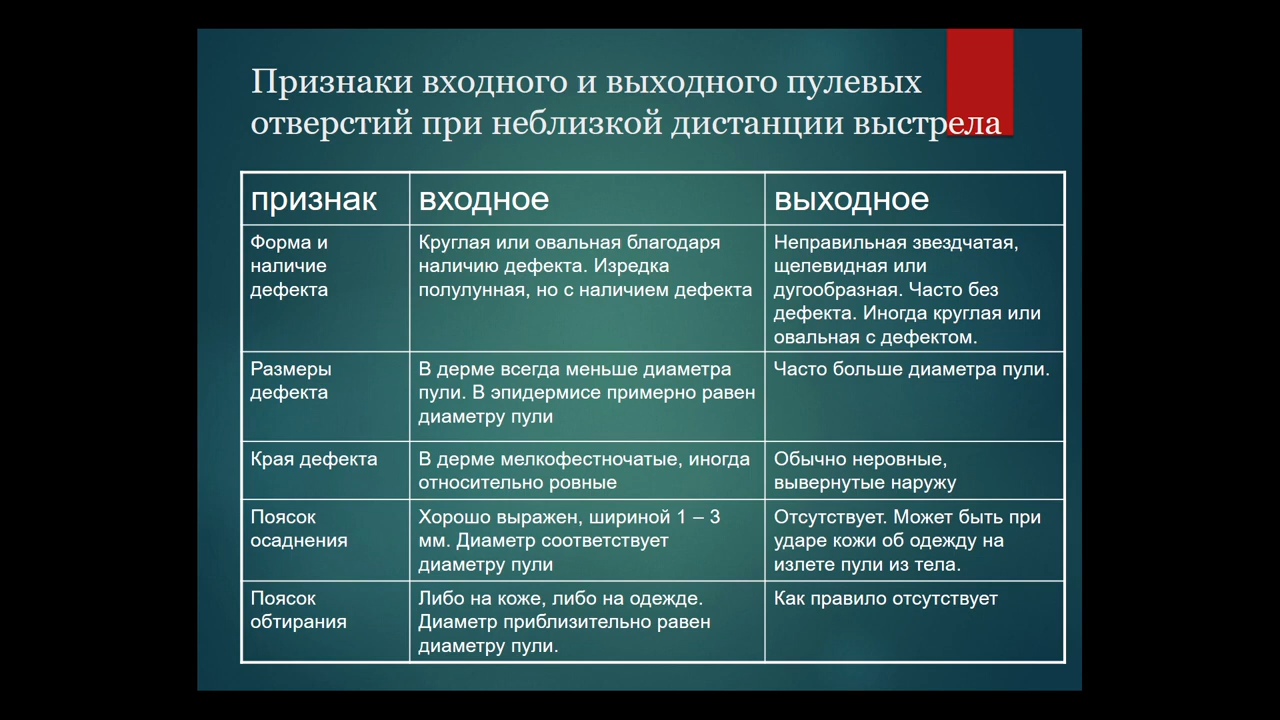 Признаки входного и выходного пулевых
отверстий при неблизкой дистанции выстрела
признак
входное
выходное
Форма и
наличие
дефекта
Круглая или овальная благодаря
наличию дефекта. Изредка
полулунная, но с наличием дефекта
Неправильная звездчатая,
щелевидная или
дугообразная. Часто без
дефекта. Иногда круглая или
овальная с дефектом.
Размеры
дефекта
В дерме всегда меньше диаметра
пули. В эпидермисе примерно равен
диаметру пули
Часто больше диаметра пули.
Края дефекта
В дерме мелкофестночатые, иногда
относительно ровные
Обычно неровные,
вывернутые наружу
Поясок
осаднения
Хорошо выражен, шириной 1 – 3
мм. Диаметр соответствует
диаметру пули
Отсутствует. Может быть при
ударе кожи об одежду на
излете пули из тела.
Поясок
обтирания
Либо на коже, либо на одежде.
Диаметр приблизительно равен
диаметру пули.
Как правило отсутствует